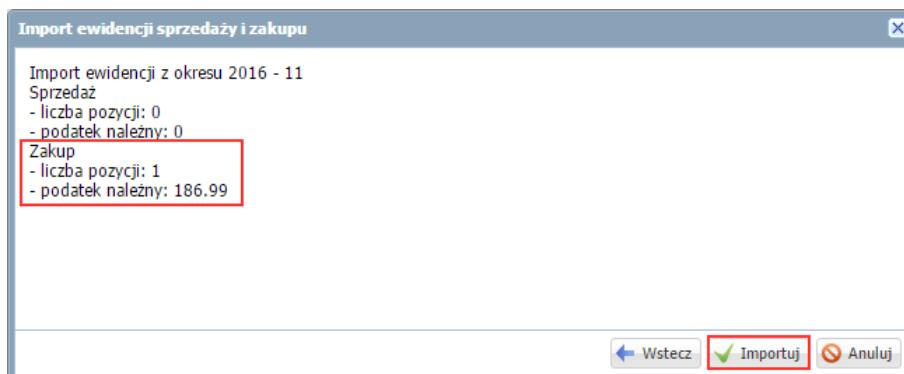 Import ewidencji sprzedaży i zakupu
Import ewidencji z okresu 2016 - 11
Sprzedaż
- liczba pozycji: 0
- podatek należny: 0
Zakup
- liczba pozycji: 1
- podatek należny: 186.99
Wstecz Importuj Anuluj